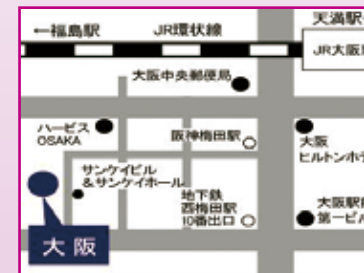 天満駅
←福島駅
JR環状線
JR大阪
大阪中央郵便局
ハービス
OSAKA
阪神梅田駅
大阪
ヒルトンホ
サンケイビル
&サンケイホール
地下鉄
西梅田駅
10番出口
大阪駅前
第一ビル
大阪